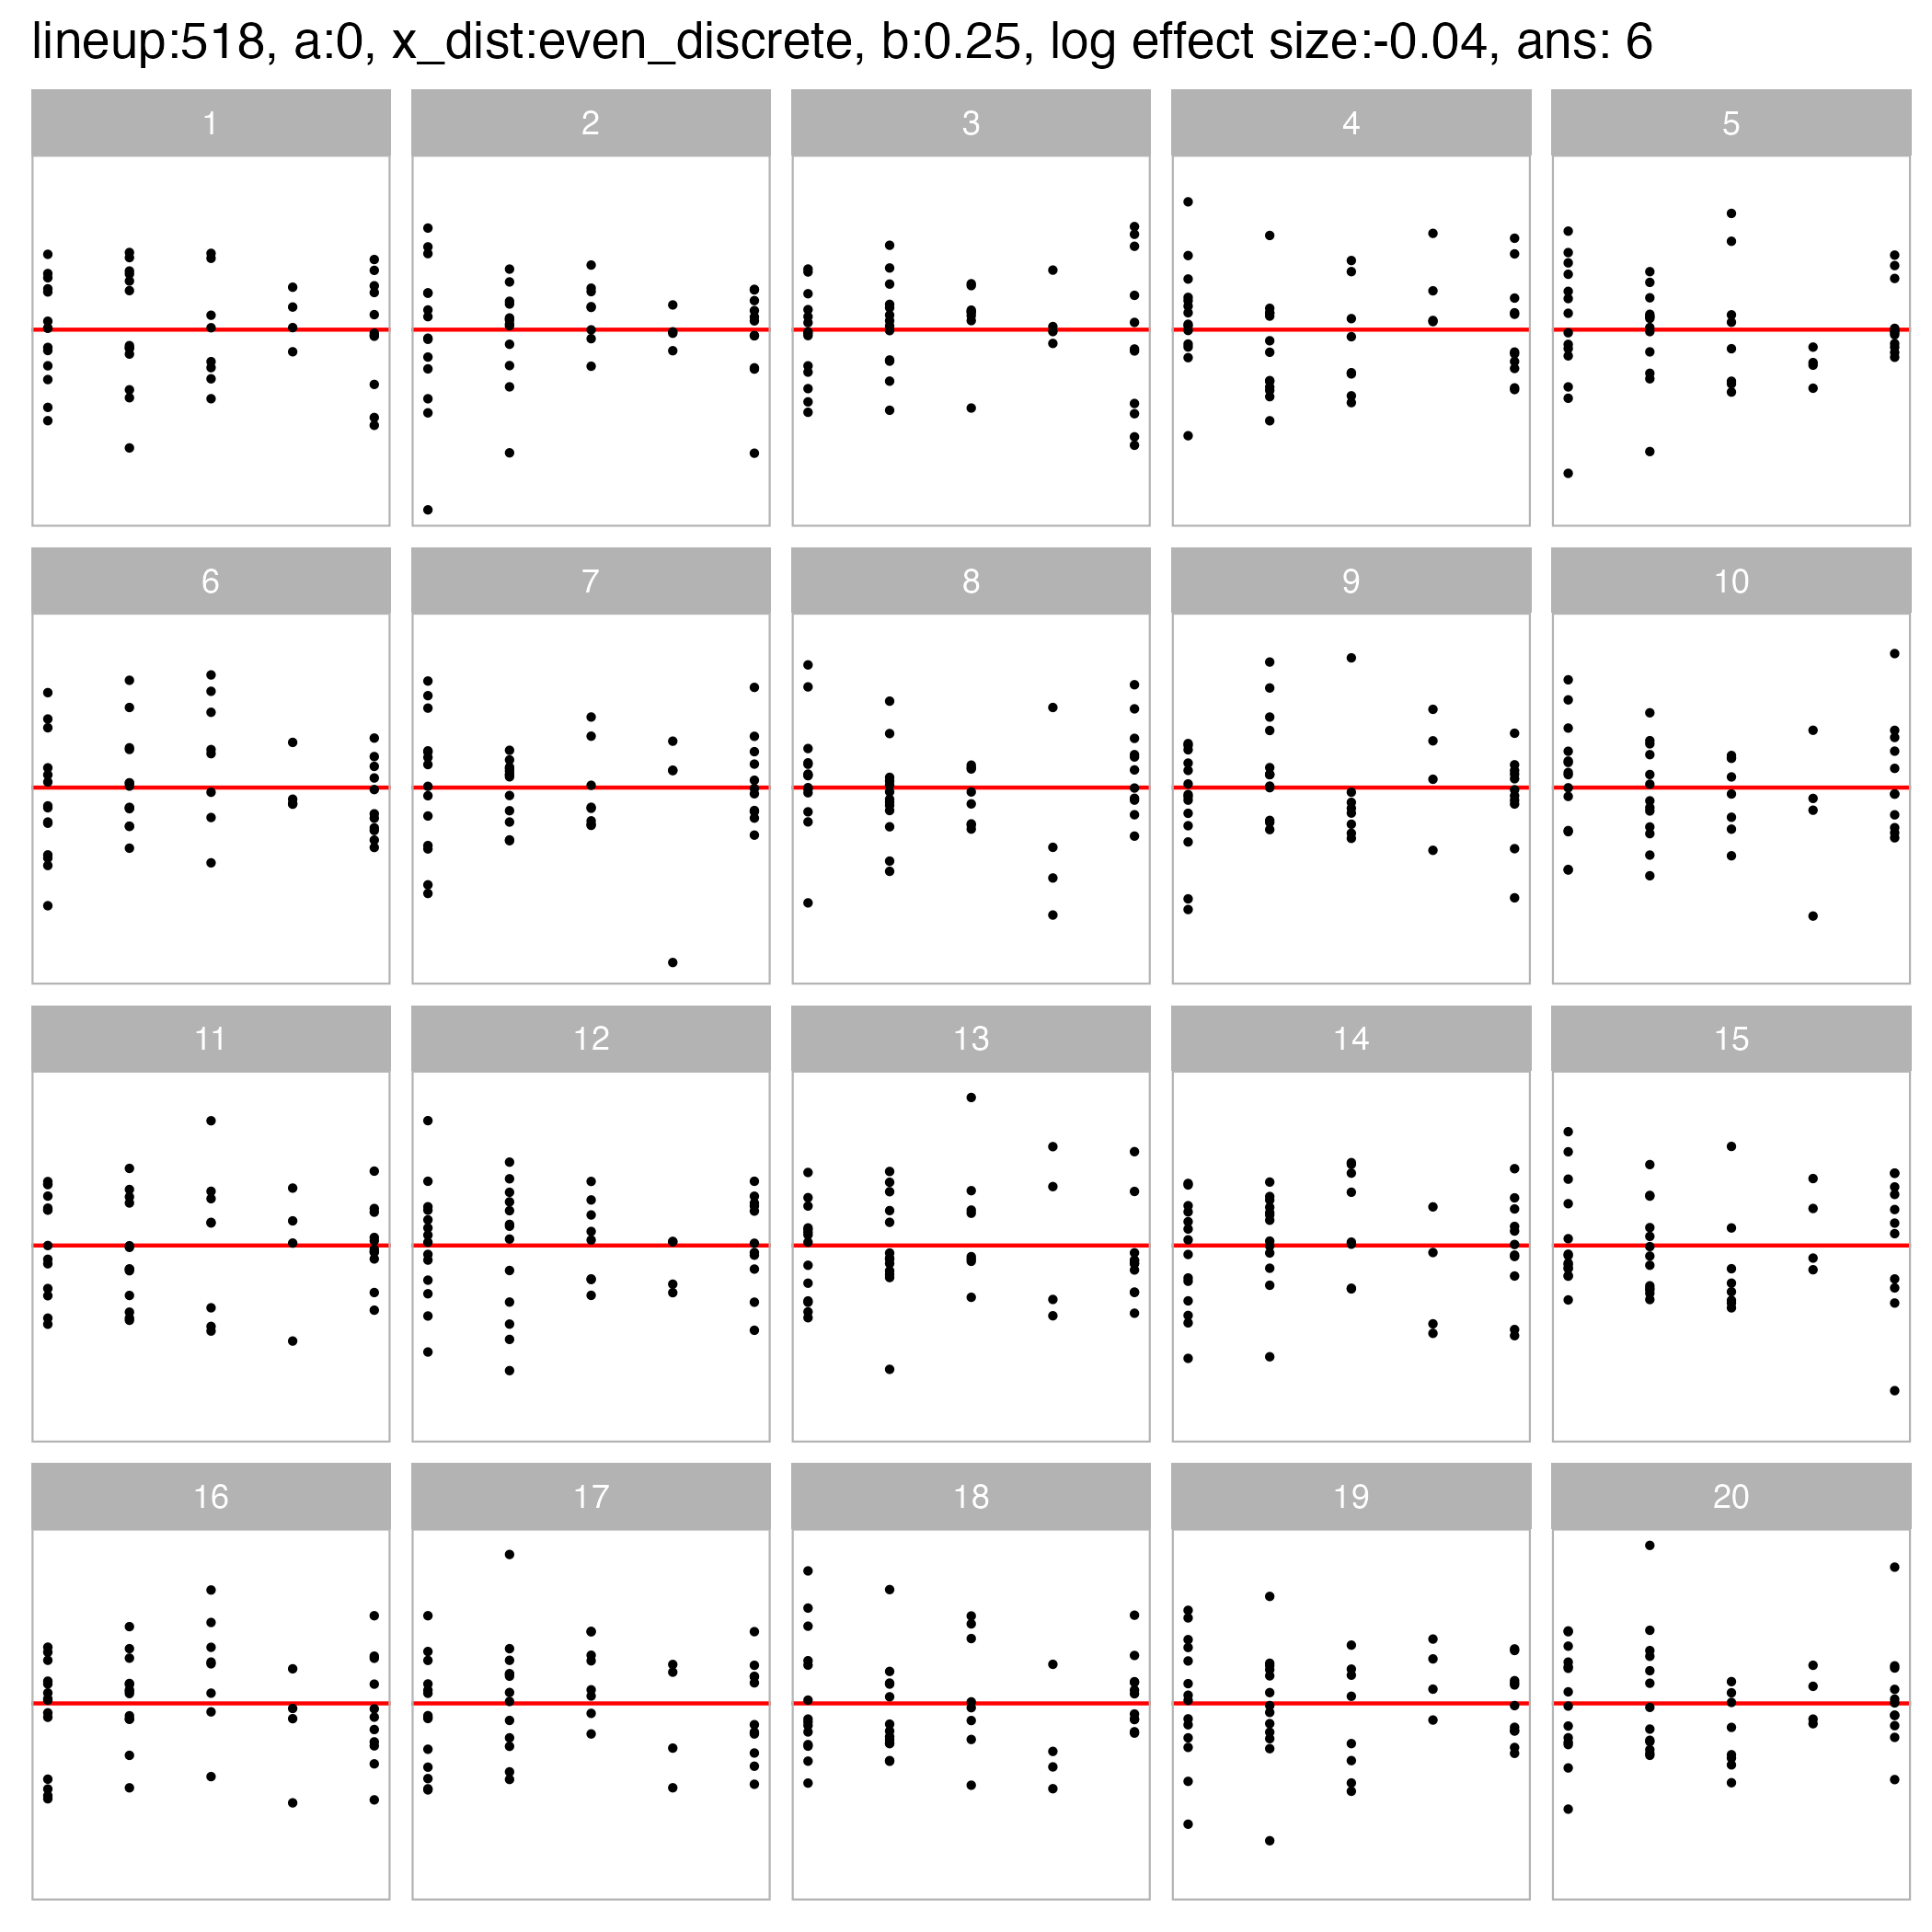 lineup:518, a:0, x_dist:even_discrete, b:0.25, log effect size:-0.04, ans: 6
1 2 3 4 5
6 7 8 9 10
11 12 13 14 15
16 17 18 19 20